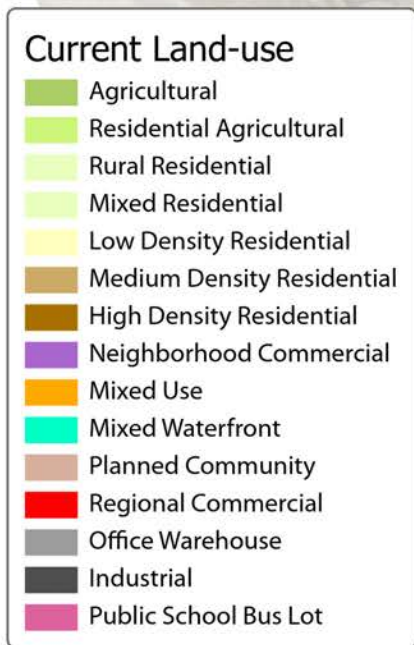 Current Land-use
Agricultural
Residential Agricultural
Rural Residential
Mixed Residential
Low Density Residential
Medium Density Residential
High Density Residential
Neighborhood Commercial
Mixed Use
Mixed Waterfront
Planned Community
Regional Commercial
Office Warehouse
Industrial
Public School Bus Lot